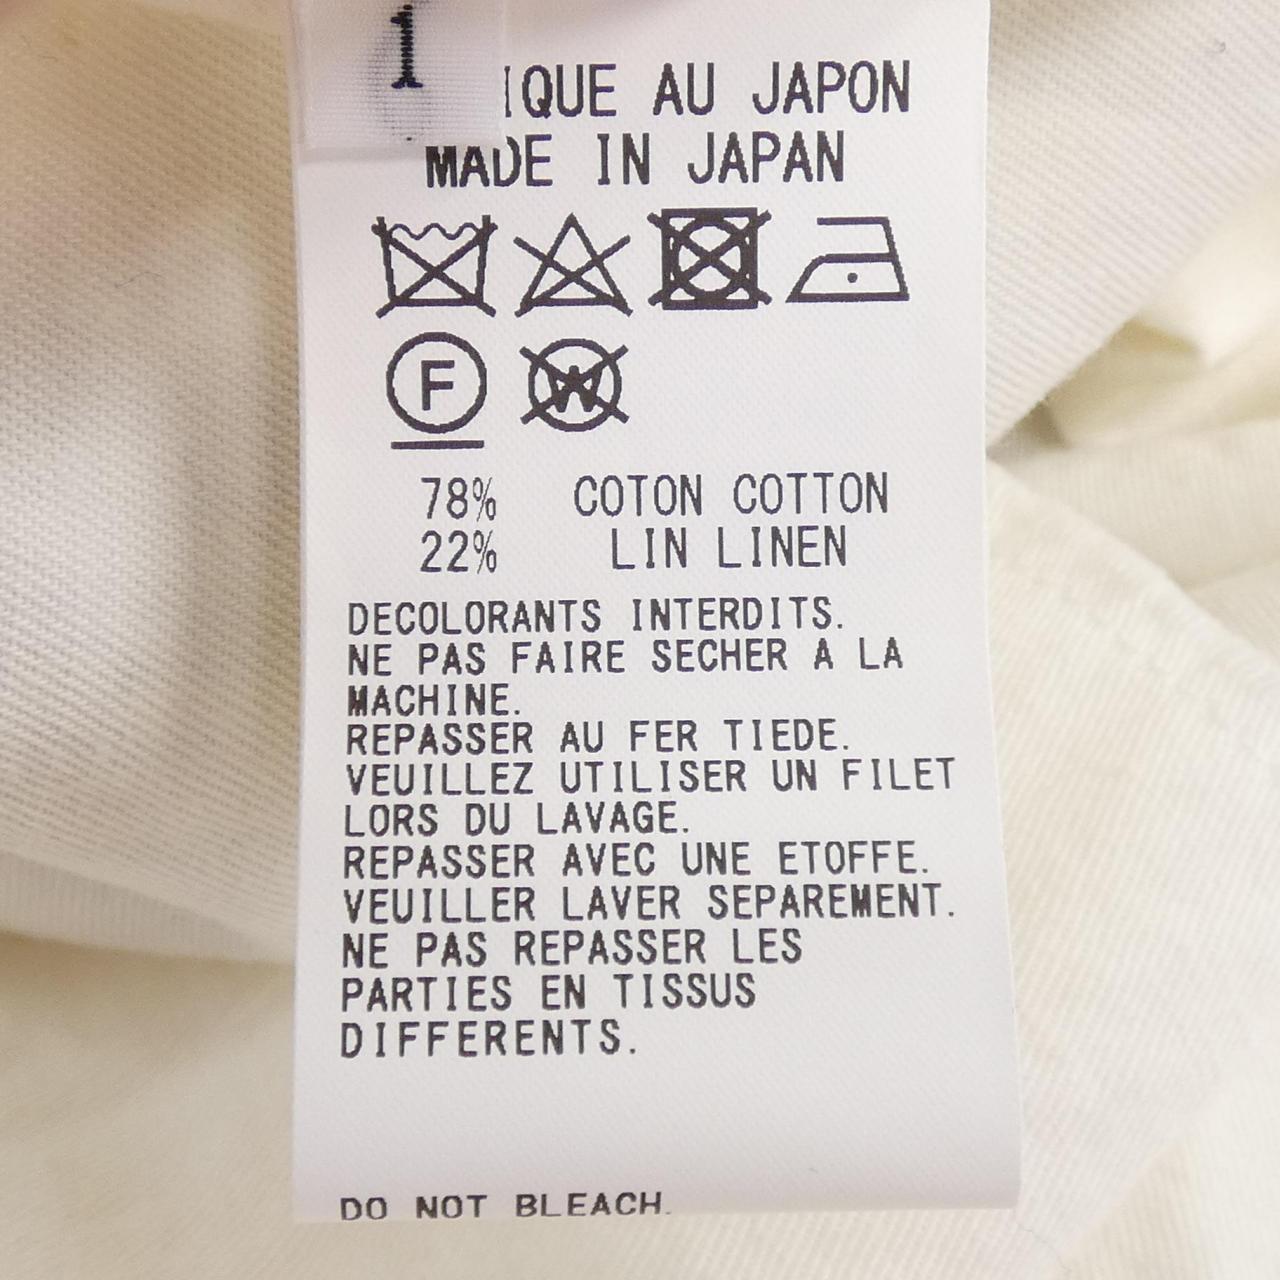 1
AU JAPON
MADE IN JAPAN
F
W
78% COTON COTTON
22% LIN LINEN
DECOLORANTS INTERDITS.
NE PAS FAIRE SECHER A LA
MACHINE.
REPASSER AU FER TIEDE.
VEUILLEZ UTILISER UN FILET
LORS DU LAVAGE.
REPASSER AVEC UNE ETOFFE.
VEUILLER LAVER SEPAREMENT.
NE PAS REPASSER LES
PARTIES EN TISSUS
DIFFERENTS.
DO NOT BLEACH.